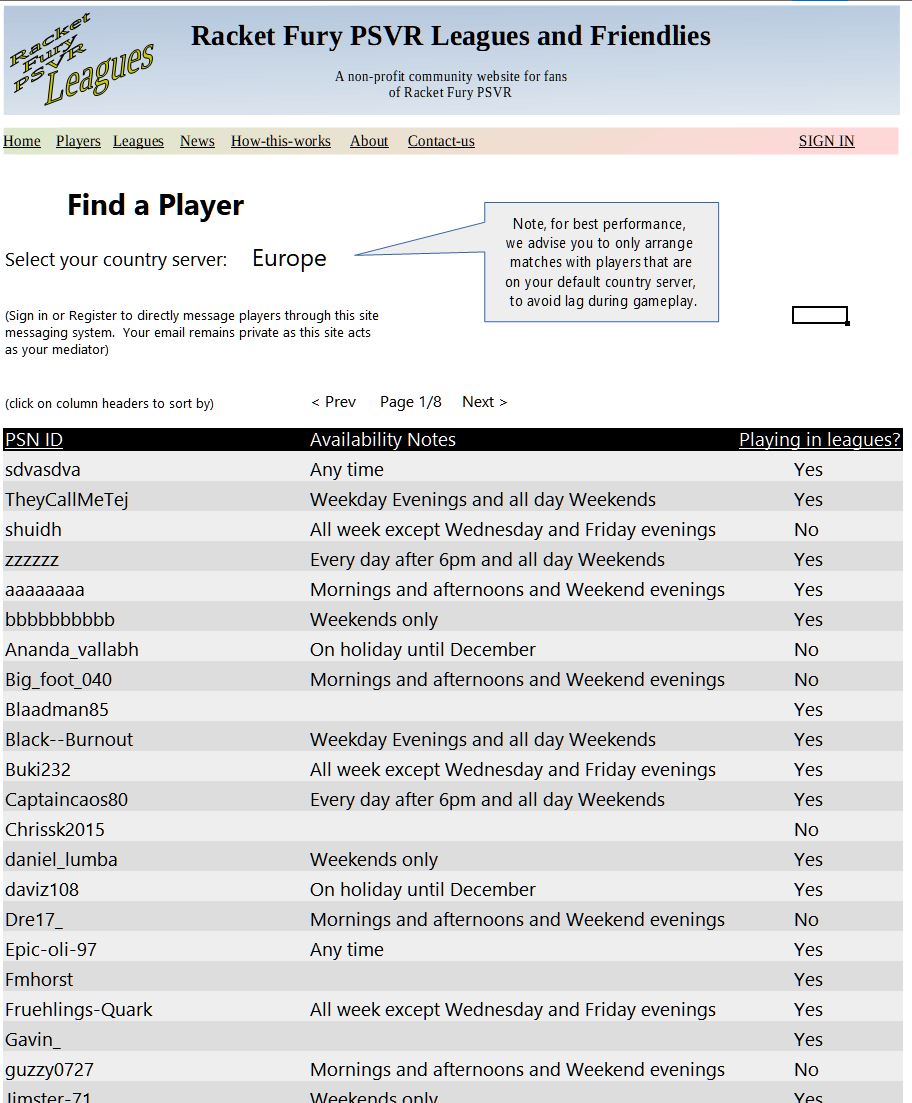 Racket
Fury
PSVR
Leagues
Racket Fury PSVR Leagues and Friendlies
A non-profit community website for fans
of Racket Fury PSVR
Home Players Leagues News How-this-works About Contact-us SIGN IN
Find a Player
Select your country server: Europe
Note, for best performance,
we advise you to only arrange
matches with players that are
on your default country server,
to avoid lag during gameplay.
(Sign in or Register to directly message players through this site
messaging system. Your email remains private as this site acts
as your mediator)
(click on column headers to sort by) < Prev Page 1/8 Next >
PSN ID Availability Notes Playing in leagues?
sdvasdva Any time Yes
TheyCallMeTej Weekday Evenings and all day Weekends Yes
shuidh All week except Wednesday and Friday evenings No
zzzzzz Every day after 6pm and all day Weekends Yes
aaaaaaaa Mornings and afternoons and Weekend evenings Yes
bbbbbbbbbb Weekends only Yes
Ananda_vallabh On holiday until December No
Big_foot_040 Mornings and afternoons and Weekend evenings No
Blaadman85 Yes
Black--Burnout Weekday Evenings and all day Weekends Yes
Buki232 All week except Wednesday and Friday evenings Yes
Captaincaos80 Every day after 6pm and all day Weekends Yes
Chrissk2015 No
daniel_lumba Weekends only Yes
daviz108 On holiday until December Yes
Dre17_ Mornings and afternoons and Weekend evenings No
Epic-oli-97 Any time Yes
Fmhorst Yes
Fruehlings-Quark All week except Wednesday and Friday evenings Yes
Gavin_ Yes
guzzy0727 Mornings and afternoons and Weekend evenings No
Jimster-71 Weekends only Yes